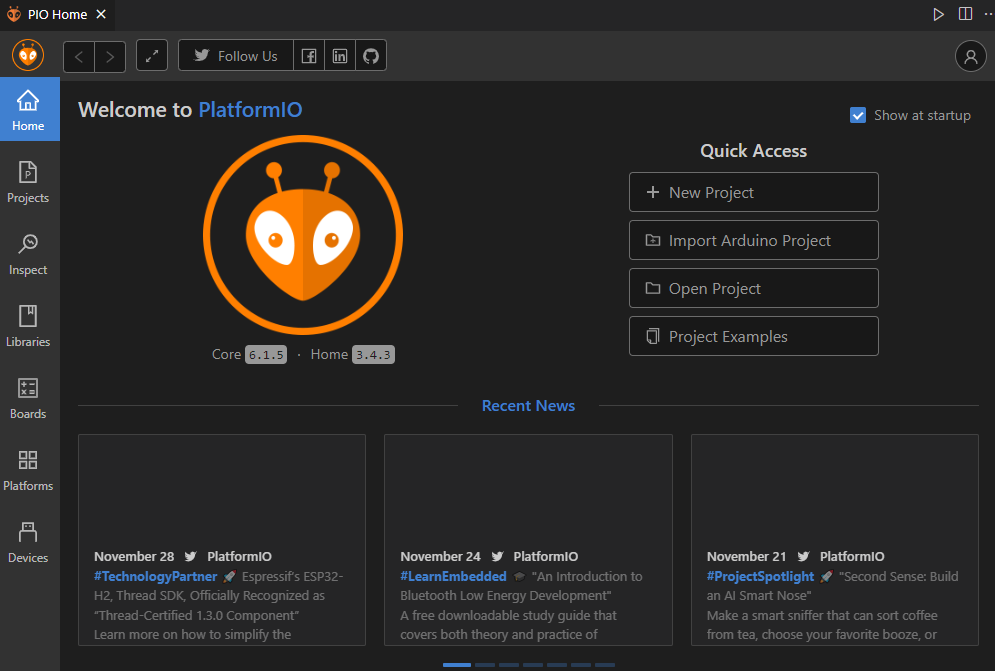 PIO Home
Follow Us
Home
Projects
Inspect
Libraries
Boards
Platforms
Devices
Welcome to PlatformIO
Show at startup
Core 6.1.5 · Home 3.4.3
Quick Access
New Project
Import Arduino Project
Open Project
Project Examples
Recent News
November 28 PlatformIO
#TechnologyPartner 🚀 Espressif's ESP32-
H2, Thread SDK, Officially Recognized as
“Thread-Certified 1.3.0 Component”
Learn more on how to simplify the
November 24 PlatformIO
#LearnEmbedded 🎓 "An Introduction to
Bluetooth Low Energy Development"
A free downloadable study guide that
covers both theory and practice of
November 21 PlatformIO
#ProjectSpotlight 🚀 "Second Sense: Build
an AI Smart Nose"
Make a smart sniffer that can sort coffee
from tea, choose your favorite booze, or